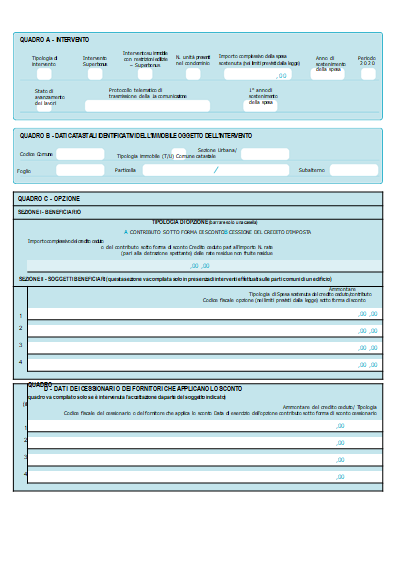 QUADRO A - INTERVENTO
Tipologia di intervento
Intervento Superbonus
Intervento su immobile con restrizioni edilizie – Superbonus
N. unità presenti nel condominio
Importo complessivo della spesa sostenuta (nei limiti previsti dalla legge)
,00
Anno di sostenimento della spesa
Periodo 2020
Stato di avanzamento dei lavori
Protocollo telematico di trasmissione della 1a comunicazione
1° anno di sostenimento della spesa
QUADRO B - DATI CATASTALI IDENTIFICATIVI DELL'IMMOBILE OGGETTO DELL'INTERVENTO
Codice Comune
Tipologia immobile (T/U)
Sezione Urbana/ Comune catastale
Foglio
Particella
/
Subalterno
QUADRO C - OPZIONE
SEZIONE I - BENEFICIARIO
TIPOLOGIA DI OPZIONE (barrare solo una casella)
A CONTRIBUTO SOTTO FORMA DI SCONTO CESSIONE DEL CREDITO D'IMPOSTA
Importo complessivo del credito ceduto
o del contributo sotto forma di sconto Credito ceduto pari all'importo N. rate
(pari alla detrazione spettante) delle rate residue non fruite residue
,00 ,00
SEZIONE II - SOGGETTI BENEFICIARI (questa sezione va compilata solo in presenza di interventi effettuati sulle parti comuni di un edificio)
Ammontare
Tipologia di Spesa sostenuta del credito ceduto/contributo
Codice fiscale opzione (nei limiti previsti dalla legge) sotto forma di sconto
1 ,00 ,00
2 ,00 ,00
3 ,00 ,00
4 ,00 ,00
QUADRO
D - DATI DEI CESSIONARI O DEI FORNITORI CHE APPLICANO LO SCONTO
(il quadro va compilato solo se è intervenuta l'accettazione da parte dei soggetti indicati)
Ammontare del credito ceduto/ Tipologia
Codice fiscale del cessionario o del fornitore che applica lo sconto Data di esercizio dell'opzione contributo sotto forma di sconto cessionario
1 ,00
2 ,00
3 ,00
4 ,00